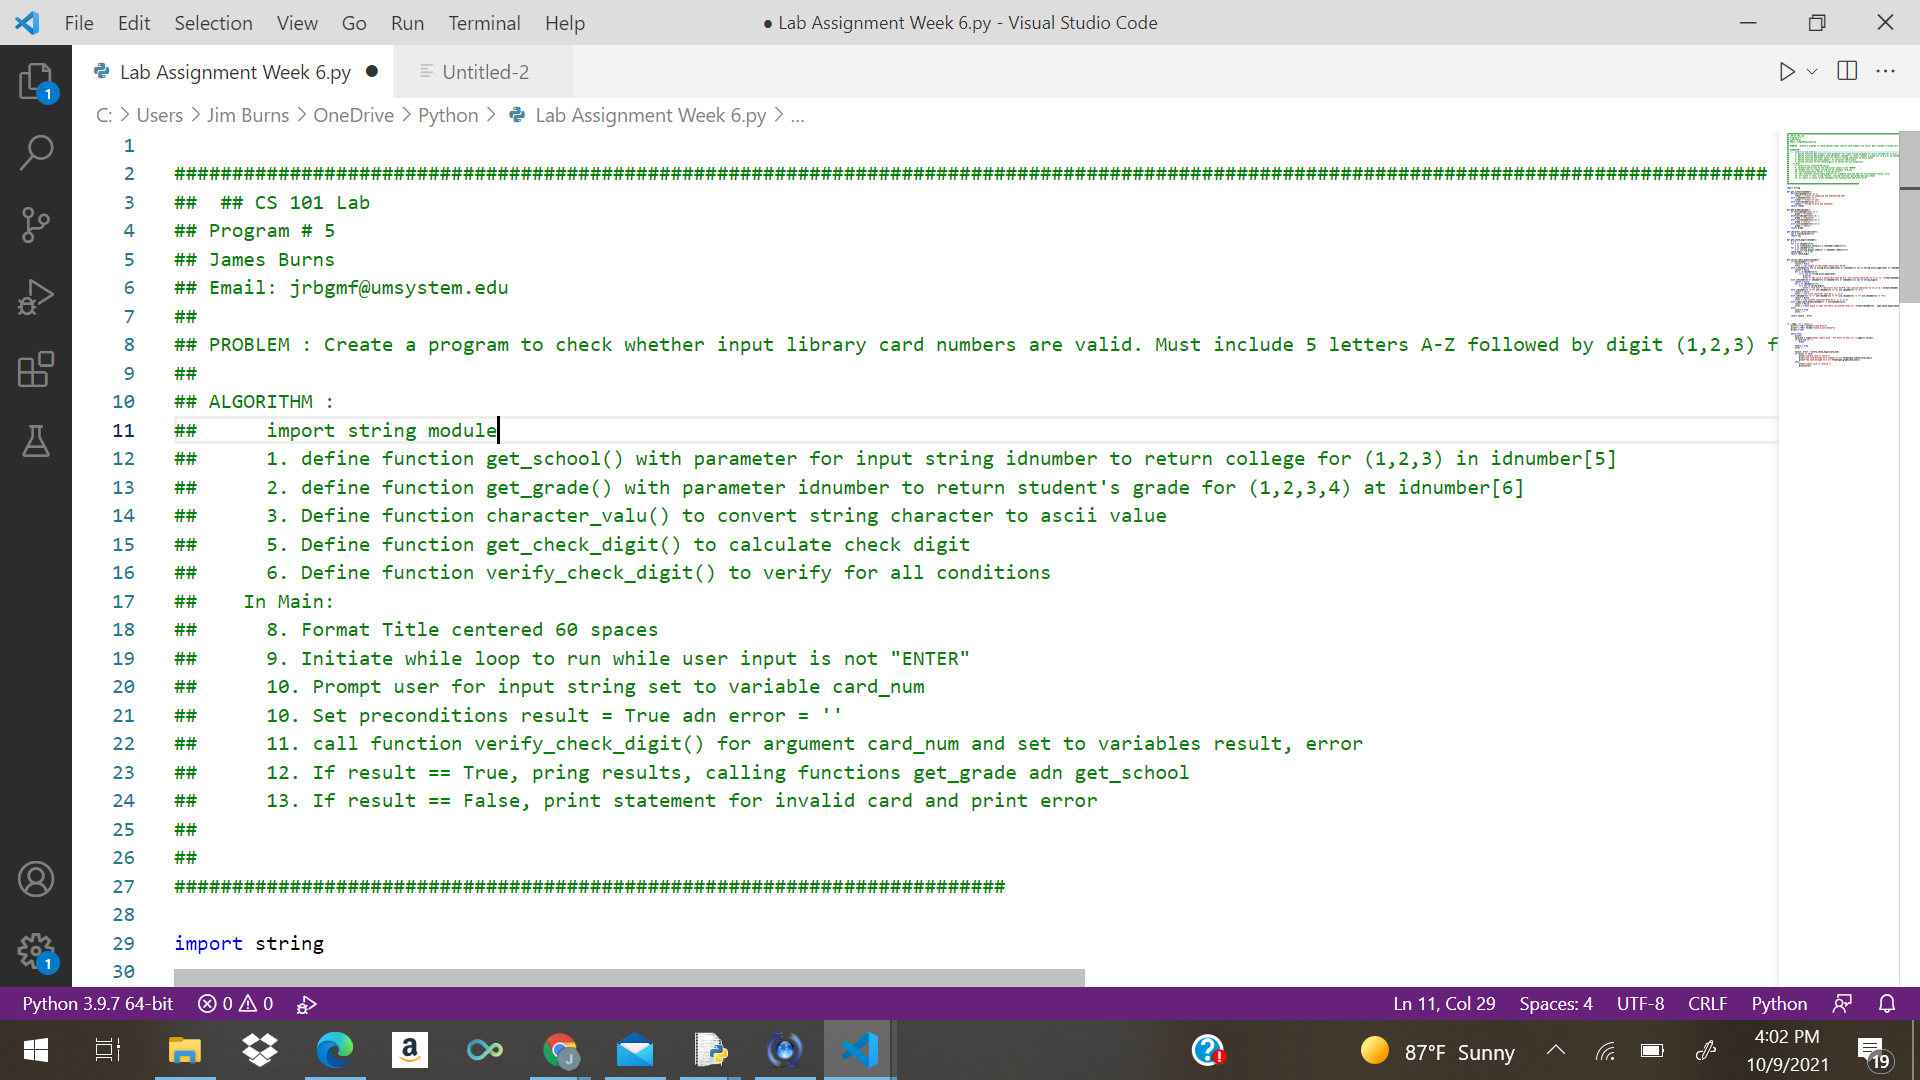 File Edit Selection View Go Run Terminal Help ● Lab Assignment Week 6.py - Visual Studio Code
Lab Assignment Week 6.py ● Untitled-2
C: > Users > Jim Burns > OneDrive > Python > Lab Assignment Week 6.py > ...
1
2 ##########################################################################################################################################
3 ##  ## CS 101 Lab
4 ## Program # 5
5 ## James Burns
6 ## Email: jrbgmf@umsystem.edu
7 ##
8 ## PROBLEM : Create a program to check whether input library card numbers are valid. Must include 5 letters A-Z followed by digit (1,2,3) f
9 ##
10 ## ALGORITHM :
11 ##      import string module
12 ##      1. define function get_school() with parameter for input string idnumber to return college for (1,2,3) in idnumber[5]
13 ##      2. define function get_grade() with parameter idnumber to return student's grade for (1,2,3,4) at idnumber[6]
14 ##      3. Define function character_valu() to convert string character to ascii value
15 ##      5. Define function get_check_digit() to calculate check digit
16 ##      6. Define function verify_check_digit() to verify for all conditions
17 ##    In Main:
18 ##      8. Format Title centered 60 spaces
19 ##      9. Initiate while loop to run while user input is not "ENTER"
20 ##      10. Prompt user for input string set to variable card_num
21 ##      10. Set preconditions result = True adn error = ''
22 ##      11. call function verify_check_digit() for argument card_num and set to variables result, error
23 ##      12. If result == True, pring results, calling functions get_grade adn get_school
24 ##      13. If result == False, print statement for invalid card and print error
25 ##
26 ##
27 ########################################################################
28
29 import string
30
1
1
Python 3.9.7 64-bit 0 0 Ln 11, Col 29 Spaces: 4 UTF-8 CRLF Python
87°F Sunny 4:02 PM
10/9/2021 19